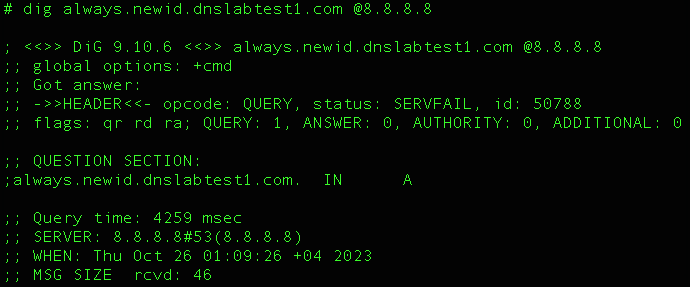 # dig always.newid.dnslabtest1.com @8.8.8.8
; <<>> DiG 9.10.6 <<>> always.newid.dnslabtest1.com @8.8.8.8
;; global options: +cmd
;; Got answer:
;; ->>HEADER<<- opcode: QUERY, status: SERVFAIL, id: 50788
;; flags: qr rd ra; QUERY: 1, ANSWER: 0, AUTHORITY: 0, ADDITIONAL: 0
;; QUESTION SECTION:
;always.newid.dnslabtest1.com. IN A
;; Query time: 4259 msec
;; SERVER: 8.8.8.8#53(8.8.8.8)
;; WHEN: Thu Oct 26 01:09:26 +04 2023
;; MSG SIZE rcvd: 46